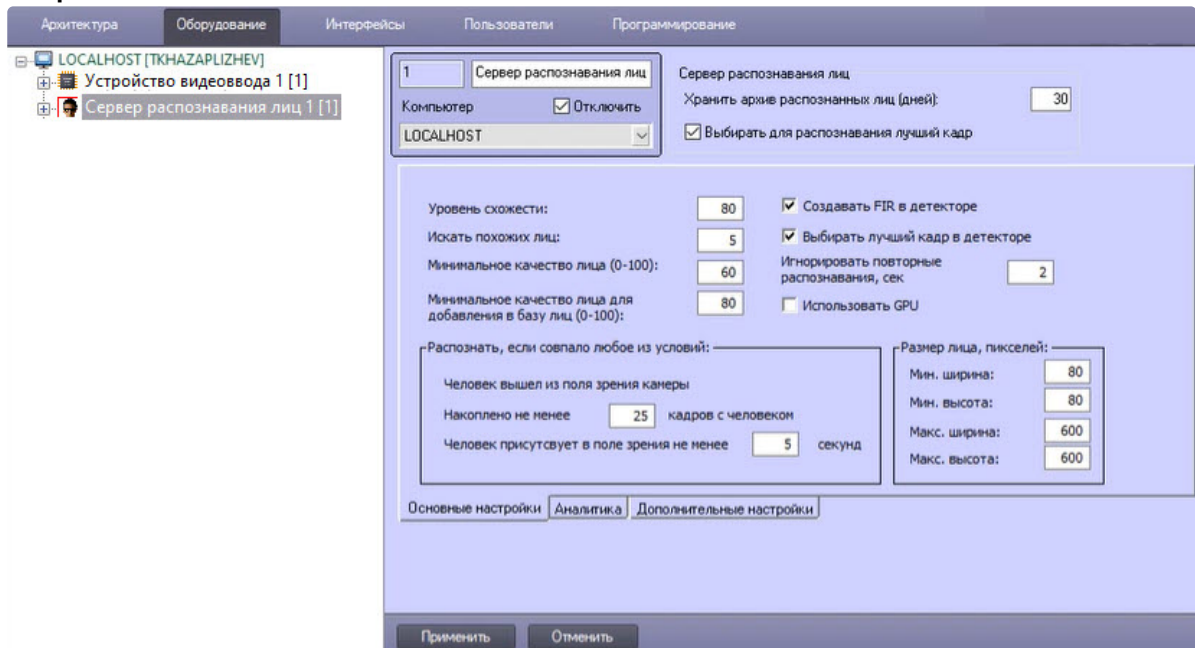 Архитектура Оборудование Интерфейсы Пользователи Программирование
LOCALHOST [TKHAZAPLIZHEV]
Устройство видеоввода 1 [1]
Сервер распознавания лиц 1 [1]
1 Сервер распознавания лиц
Компьютер Отключить
LOCALHOST
Сервер распознавания лиц
Хранить архив распознанных лиц (дней): 30
Выбирать для распознавания лучший кадр
Уровень схожести: 80
Искать похожих лиц: 5
Минимальное качество лица (0-100): 60
Минимальное качество лица для
добавления в базу лиц (0-100): 80
Создавать FIR в детекторе
Выбирать лучший кадр в детекторе
Игнорировать повторные
распознавания, сек 2
Использовать GPU
Распознать, если совпало любое из условий:
Человек вышел из поля зрения камеры
Накоплено не менее 25 кадров с человеком
Человек присутсвует в поле зрения не менее 5 секунд
Размер лица, пикселей:
Мин. ширина: 80
Мин. высота: 80
Макс. ширина: 600
Макс. высота: 600
Основные настройки Аналитика Дополнительные настройки
Применить Отменить